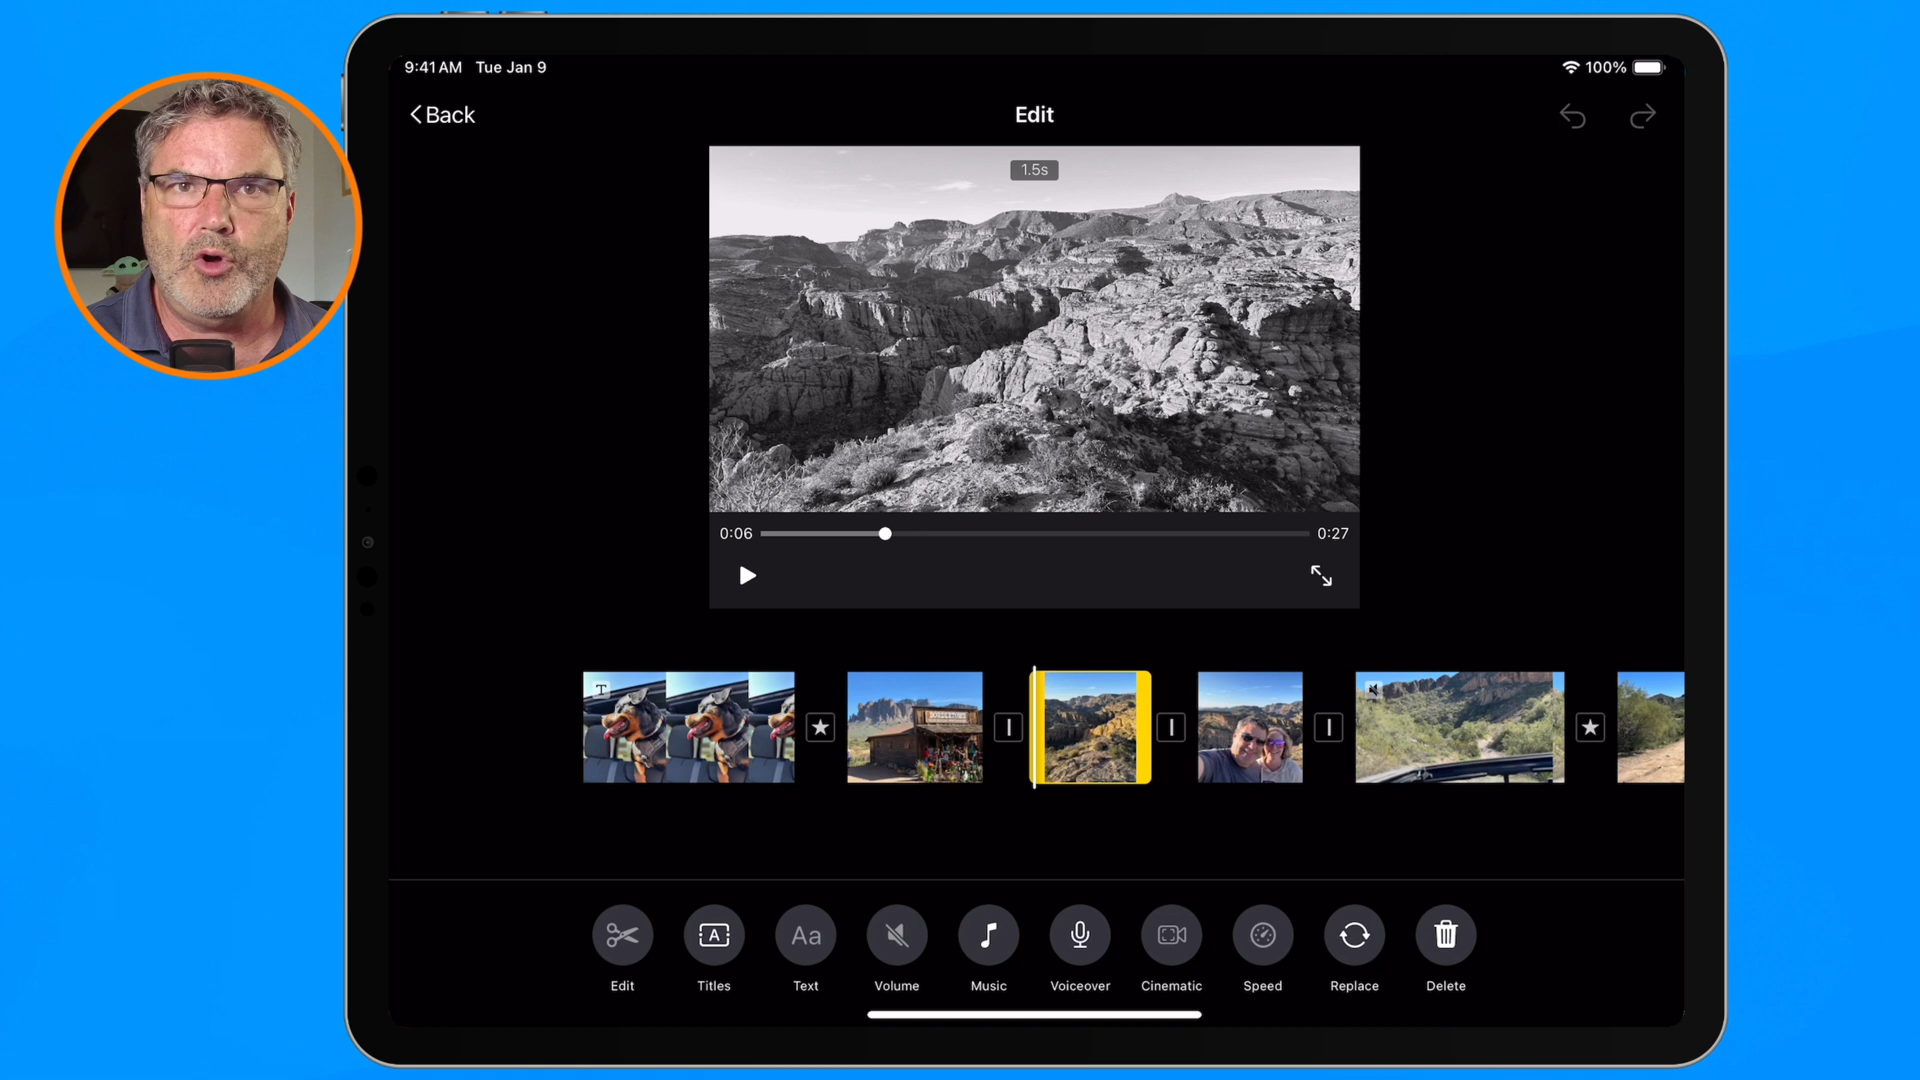 9:41 AM Tue Jan 9
100%
Back
Edit
1.5s
0:06
0:27
T
A
Aa
Edit
Titles
Text
Volume
Music
Voiceover
Cinematic
Speed
Replace
Delete